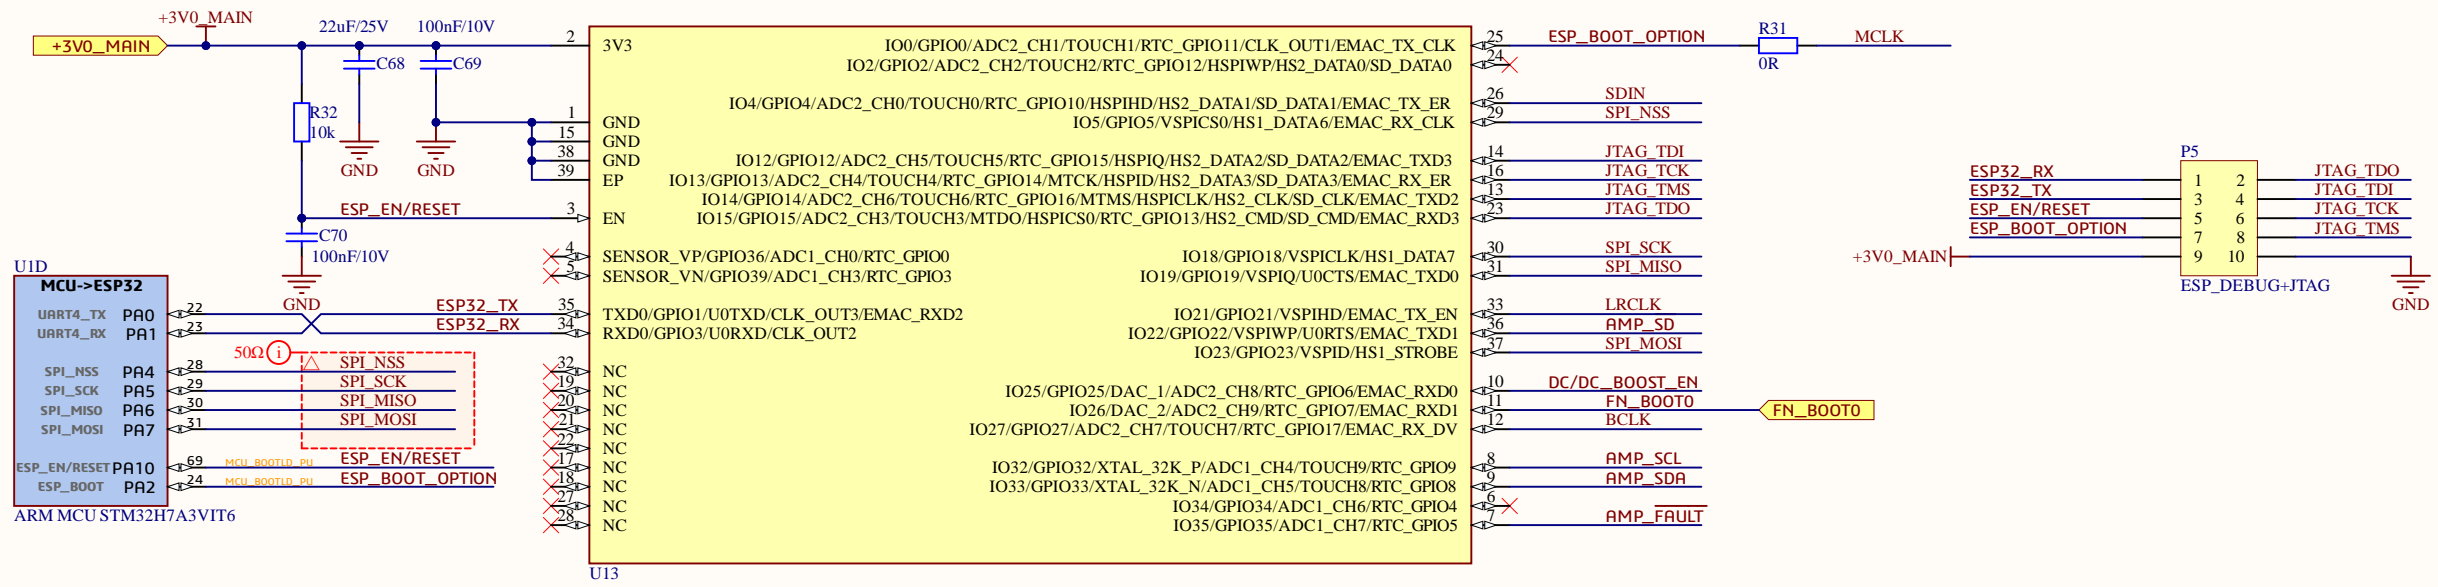 +3V0_MAIN
+3V0_MAIN
22uF/25V
100nF/10V
C68
C69
R32
10k
GND
GND
ESP_EN/RESET
C70
100nF/10V
GND
2 3V3
1 GND
15 GND
38 GND
39 EP
3 EN
4 SENSOR_VP/GPIO36/ADC1_CH0/RTC_GPIO0
5 SENSOR_VN/GPIO39/ADC1_CH3/RTC_GPIO3
35 TXD0/GPIO1/U0TXD/CLK_OUT3/EMAC_RXD2
34 RXD0/GPIO3/U0RXD/CLK_OUT2
32 NC
19 NC
20 NC
21 NC
22 NC
17 NC
18 NC
27 NC
28 NC
U13
U1D
MCU->ESP32
UART4_TX PA0 22 ESP32_TX
UART4_RX PA1 23 ESP32_RX
50Ω i
SPI_NSS PA4 28 SPI_NSS
SPI_SCK PA5 29 SPI_SCK
SPI_MISO PA6 30 SPI_MISO
SPI_MOSI PA7 31 SPI_MOSI
ESP_EN/RESET PA10 69 MCU_BOOTLD_PU ESP_EN/RESET
ESP_BOOT PA2 24 MCU_BOOTLD_PU ESP_BOOT_OPTION
ARM MCU STM32H7A3VIT6
IO0/GPIO0/ADC2_CH1/TOUCH1/RTC_GPIO11/CLK_OUT1/EMAC_TX_CLK 25 ESP_BOOT_OPTION
R31
0R
MCLK
IO2/GPIO2/ADC2_CH2/TOUCH2/RTC_GPIO12/HSPIWP/HS2_DATA0/SD_DATA0 24
IO4/GPIO4/ADC2_CH0/TOUCH0/RTC_GPIO10/HSPIHD/HS2_DATA1/SD_DATA1/EMAC_TX_ER 26 SDIN
IO5/GPIO5/VSPICS0/HS1_DATA6/EMAC_RX_CLK 29 SPI_NSS
IO12/GPIO12/ADC2_CH5/TOUCH5/RTC_GPIO15/HSPIQ/HS2_DATA2/SD_DATA2/EMAC_TXD3 14 JTAG_TDI
IO13/GPIO13/ADC2_CH4/TOUCH4/RTC_GPIO14/MTCK/HSPID/HS2_DATA3/SD_DATA3/EMAC_RX_ER 16 JTAG_TCK
IO14/GPIO14/ADC2_CH6/TOUCH6/RTC_GPIO16/MTMS/HSPICLK/HS2_CLK/SD_CLK/EMAC_TXD2 13 JTAG_TMS
IO15/GPIO15/ADC2_CH3/TOUCH3/MTDO/HSPICS0/RTC_GPIO13/HS2_CMD/SD_CMD/EMAC_RXD3 23 JTAG_TDO
IO18/GPIO18/VSPICLK/HS1_DATA7 30 SPI_SCK
IO19/GPIO19/VSPIQ/U0CTS/EMAC_TXD0 31 SPI_MISO
IO21/GPIO21/VSPIHD/EMAC_TX_EN 33 LRCLK
IO22/GPIO22/VSPIWP/U0RTS/EMAC_TXD1 36 AMP_SD
IO23/GPIO23/VSPID/HS1_STROBE 37 SPI_MOSI
IO25/GPIO25/DAC_1/ADC2_CH8/RTC_GPIO6/EMAC_RXD0 10 DC/DC_BOOST_EN
IO26/DAC_2/ADC2_CH9/RTC_GPIO7/EMAC_RXD1 11 FN_BOOT0 FN_BOOT0
IO27/GPIO27/ADC2_CH7/TOUCH7/RTC_GPIO17/EMAC_RX_DV 12 BCLK
IO32/GPIO32/XTAL_32K_P/ADC1_CH4/TOUCH9/RTC_GPIO9 8 AMP_SCL
IO33/GPIO33/XTAL_32K_N/ADC1_CH5/TOUCH8/RTC_GPIO8 9 AMP_SDA
IO34/GPIO34/ADC1_CH6/RTC_GPIO4 6
IO35/GPIO35/ADC1_CH7/RTC_GPIO5 7 AMP_FAULT
P5
ESP32_RX 1 2 JTAG_TDO
ESP32_TX 3 4 JTAG_TDI
ESP_EN/RESET 5 6 JTAG_TCK
ESP_BOOT_OPTION 7 8 JTAG_TMS
+3V0_MAIN 9 10
ESP_DEBUG+JTAG
GND